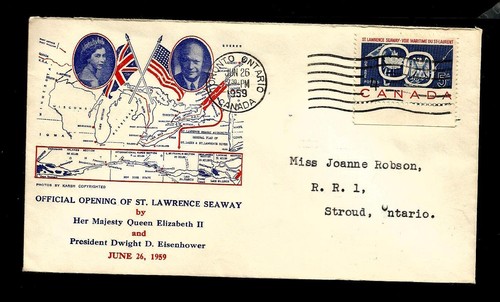 TORONTO ONTARIO
JUN 26
PM
1959
CANADA
ST. LAWRENCE SEAWAY · VOIE MARITIME DU ST-LAURENT
5¢
CANADA
PHOTOS BY KARSH COPYRIGHTED
OFFICIAL OPENING OF ST. LAWRENCE SEAWAY
by
Her Majesty Queen Elizabeth II
and
President Dwight D. Eisenhower
JUNE 26, 1959
Miss Joanne Robson,
R. R. 1,
Stroud, Ontario.